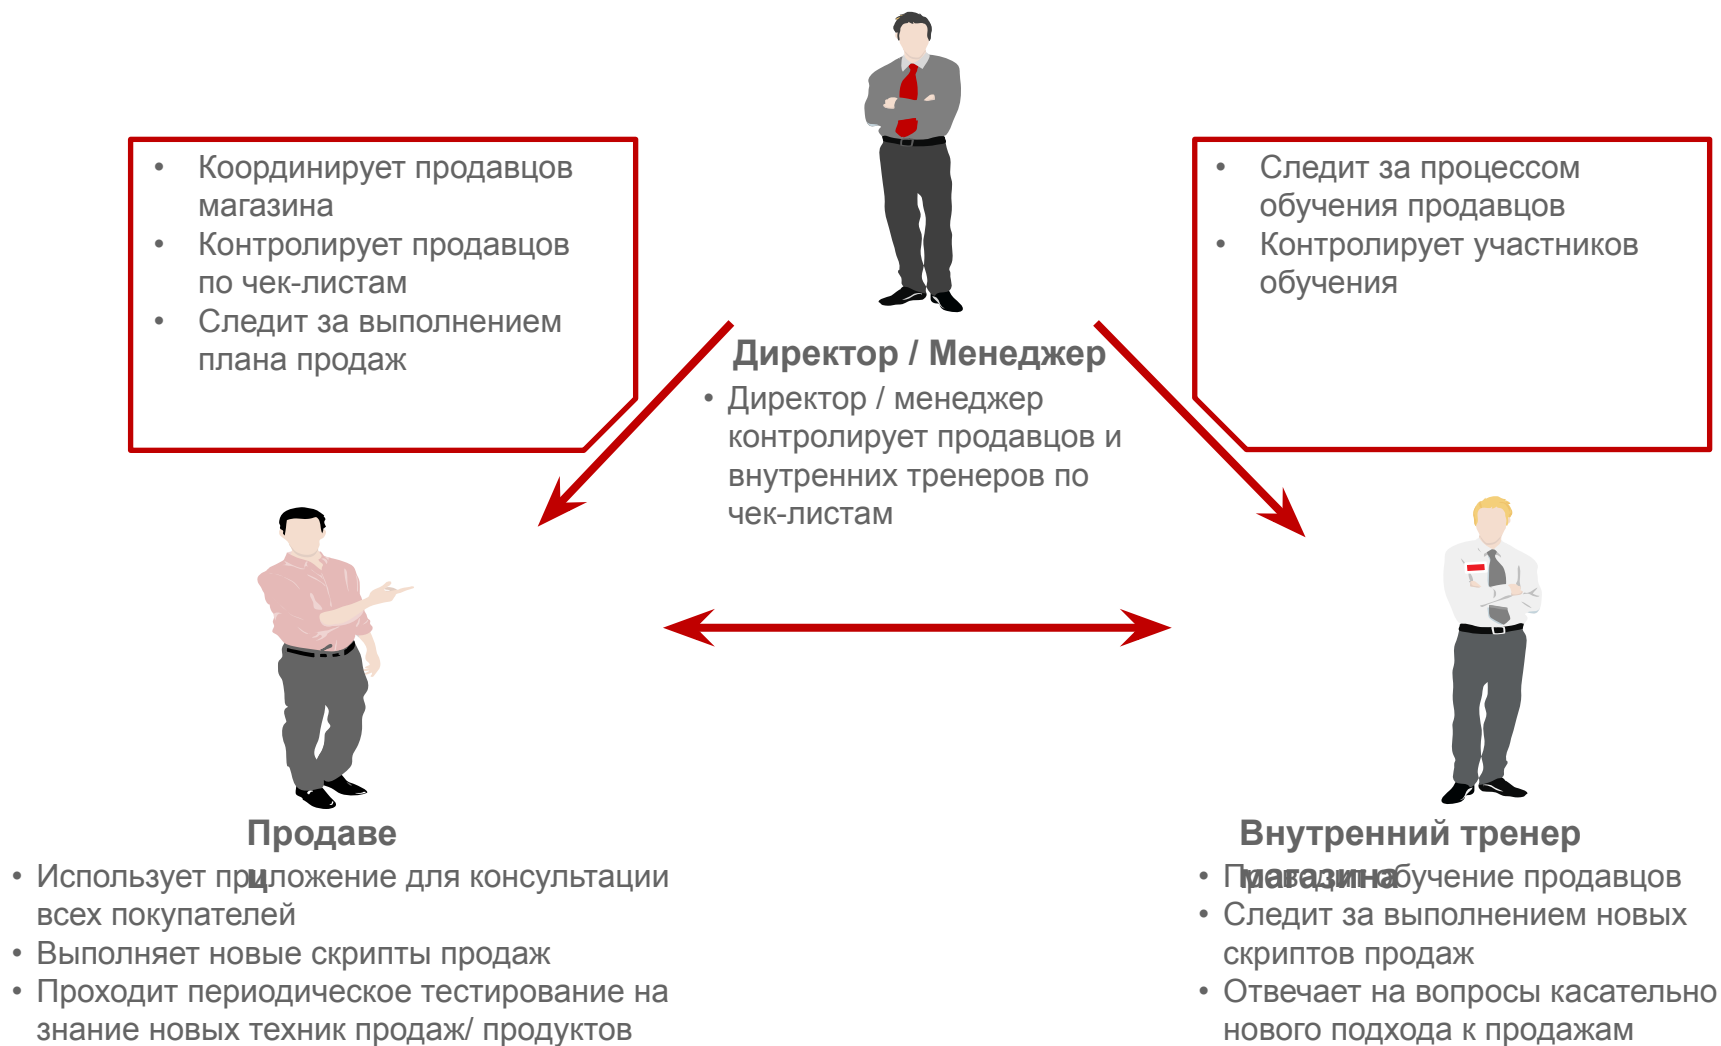 • Координирует продавцов
магазина
• Контролирует продавцов
по чек-листам
• Следит за выполнением
плана продаж
• Следит за процессом
обучения продавцов
• Контролирует участников
обучения
Директор / Менеджер
• Директор / менеджер
контролирует продавцов и
внутренних тренеров по
чек-листам
Продаве
ц
• Использует приложение для консультации
всех покупателей
• Выполняет новые скрипты продаж
• Проходит периодическое тестирование на
знание новых техник продаж/ продуктов
Внутренний тренер
магазина
• Проводит обучение продавцов
• Следит за выполнением новых
скриптов продаж
• Отвечает на вопросы касательно
нового подхода к продажам